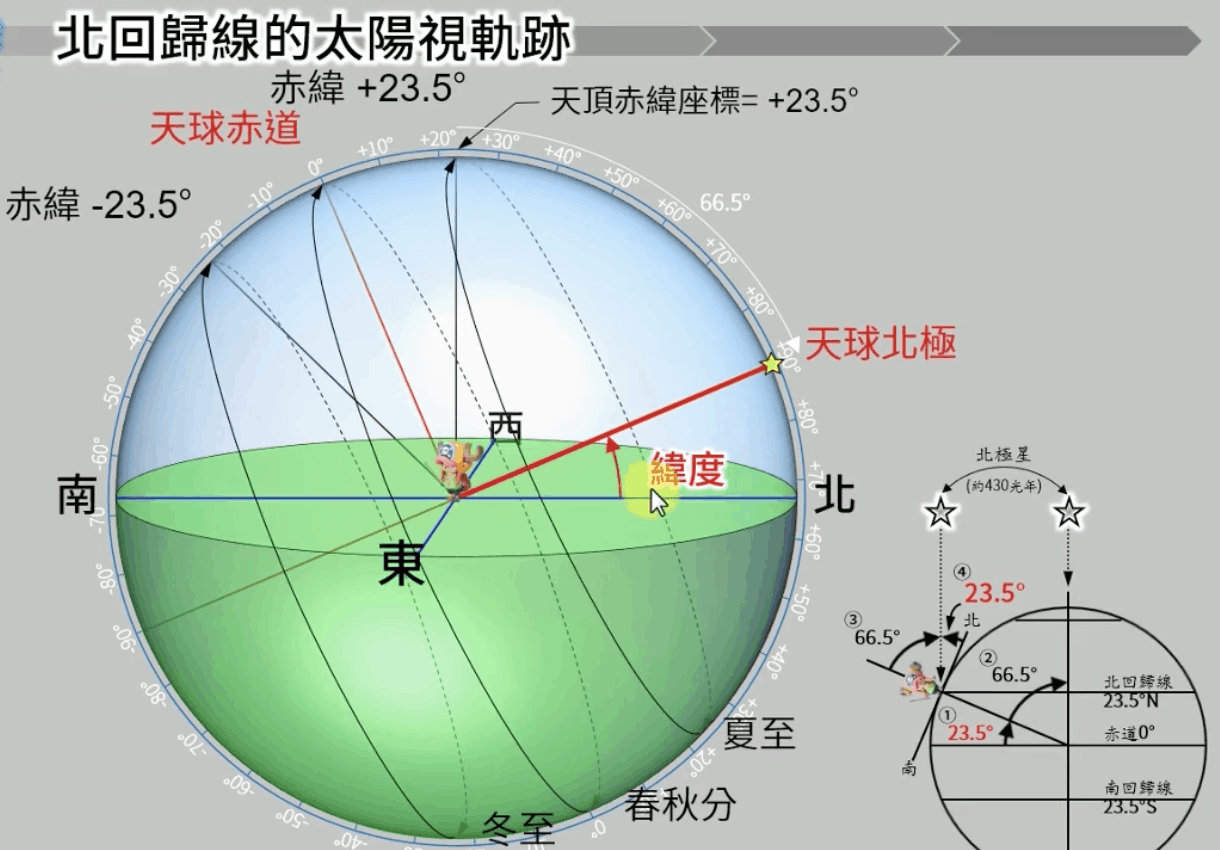 北回歸線的太陽視軌跡
赤緯 +23.5°
天頂赤緯座標= +23.5°
天球赤道
赤緯 -23.5°
-90°
-80°
-70°
-60°
-50°
-40°
-30°
-20°
-10°
0°
+10°
+20°
+30°
+40°
+50°
+60°
+70°
+80°
90°
+80°
+60°
+50°
+40°
+30°
+20°
0°
-40°
-50°
-60°
-70°
-80°
66.5°
天球北極
西
緯度
南
北
東
夏至
春秋分
冬至
北極星
(約430光年)
④
23.5°
③
66.5°
北
②
66.5°
北回歸線
23.5°N
①
23.5°
赤道0°
南
南回歸線
23.5°S